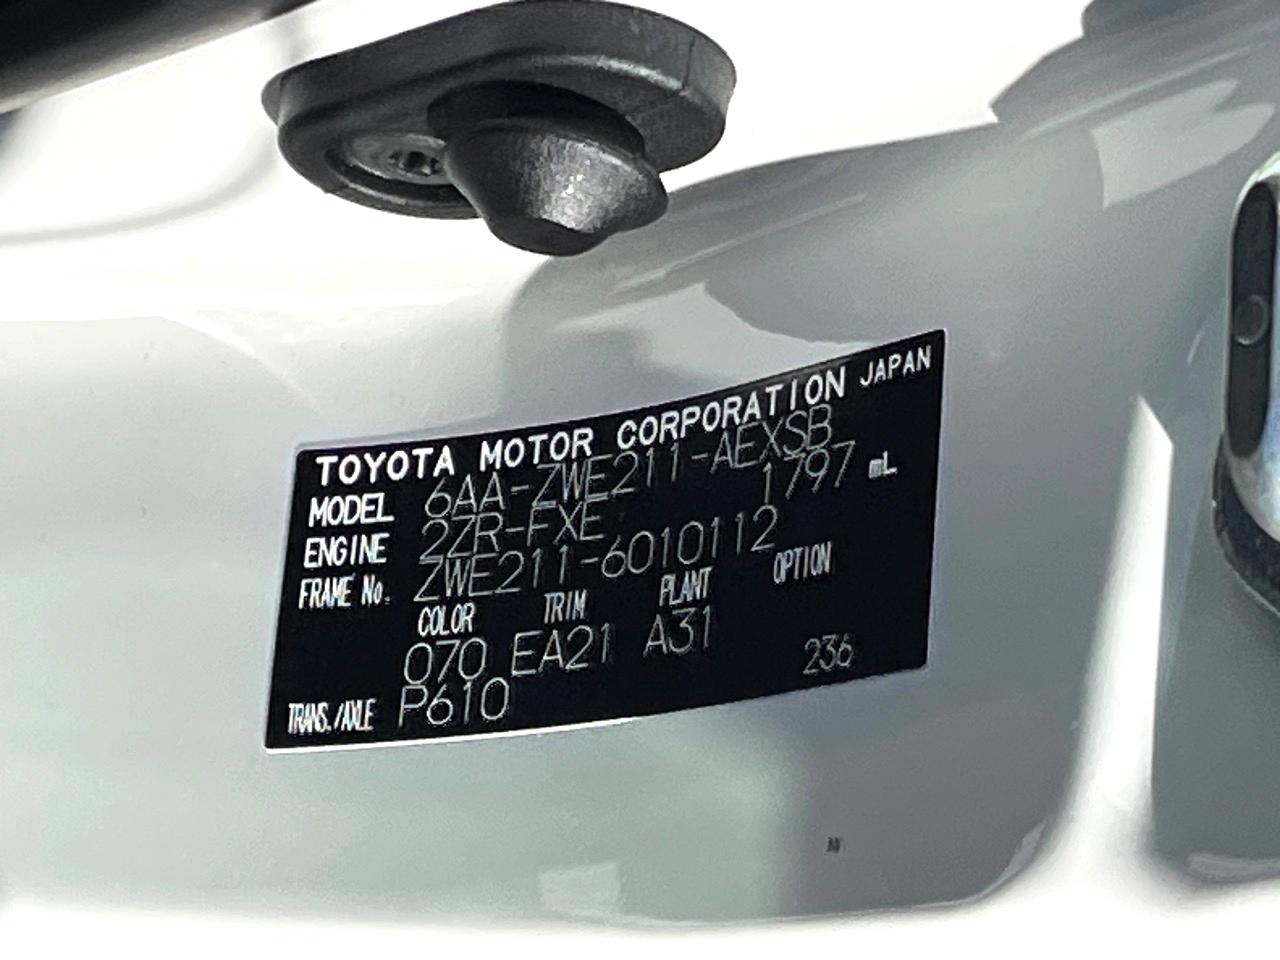 TOYOTA MOTOR CORPORATION JAPAN
MODEL 6AA-ZWE211-AEXSB
ENGINE 2ZR-FXE 1797 mL
FRAME No. ZWE211-6010112
COLOR TRIM PLANT OPTION
070 EA21 A31
TRANS./AXLE P610 236